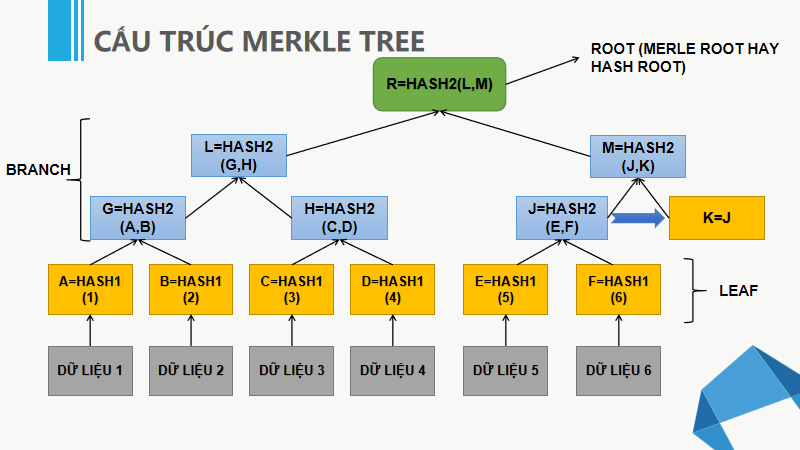 CẤU TRÚC MERKLE TREE
ROOT (MERLE ROOT HAY
HASH ROOT)
R=HASH2(L,M)
BRANCH
L=HASH2
(G,H)
M=HASH2
(J,K)
G=HASH2
(A,B)
H=HASH2
(C,D)
J=HASH2
(E,F)
K=J
A=HASH1
(1)
B=HASH1
(2)
C=HASH1
(3)
D=HASH1
(4)
E=HASH1
(5)
F=HASH1
(6)
LEAF
DỮ LIỆU 1
DỮ LIỆU 2
DỮ LIỆU 3
DỮ LIỆU 4
DỮ LIỆU 5
DỮ LIỆU 6